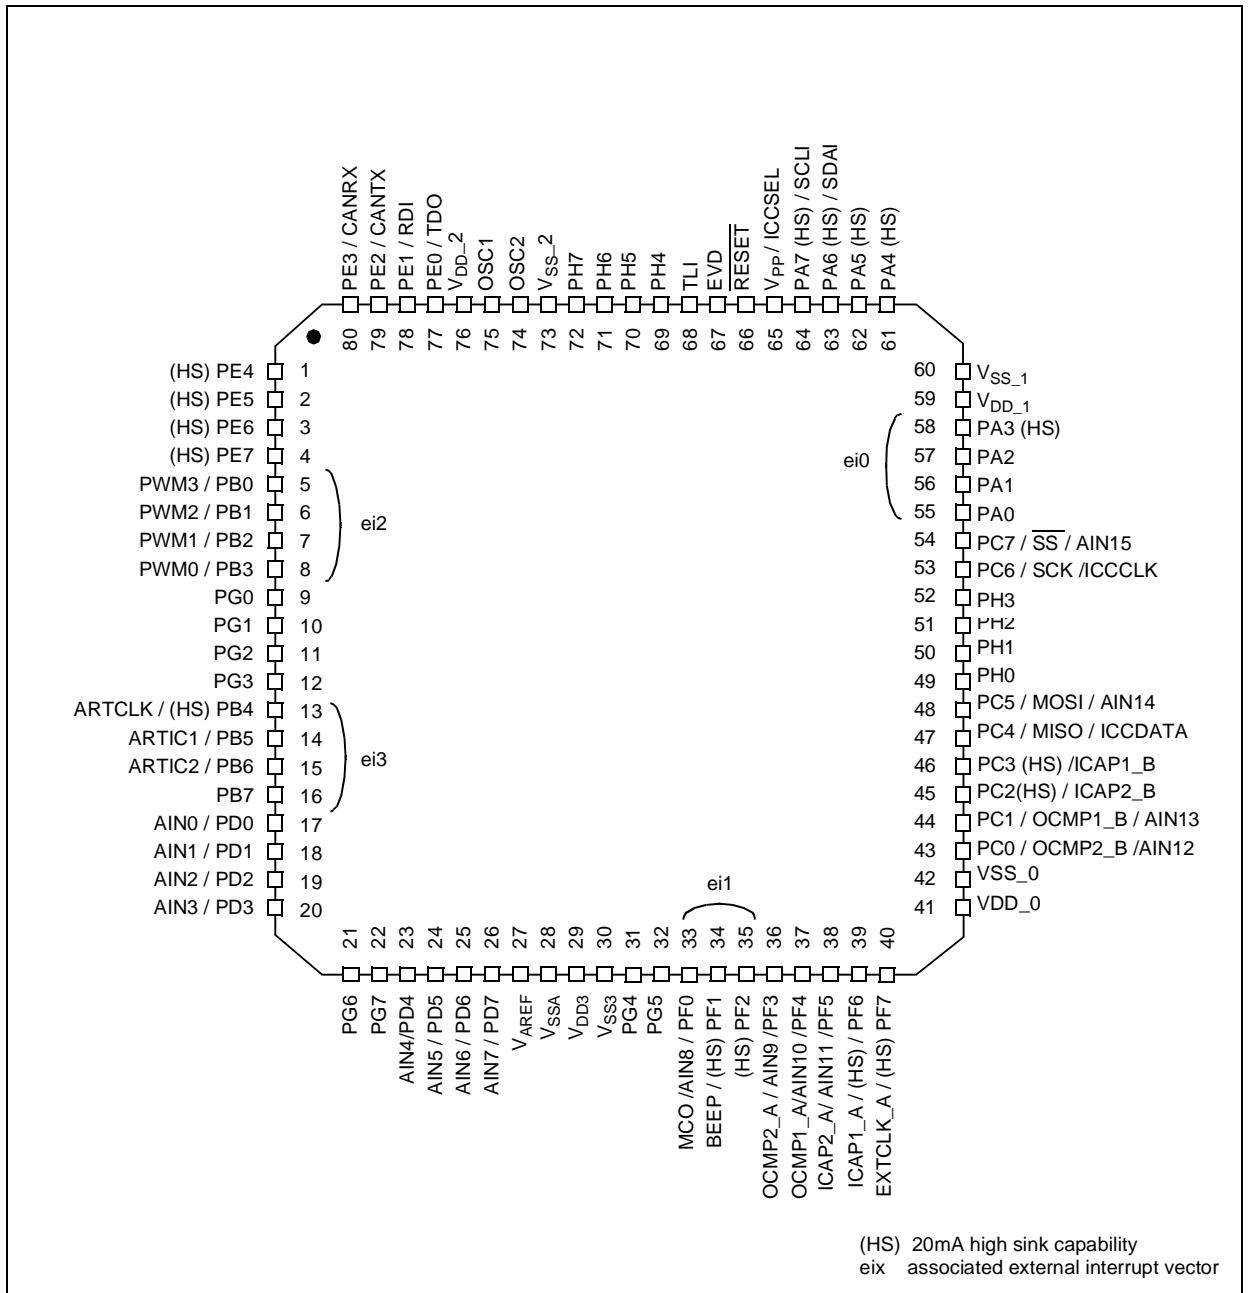 PE3 / CANRX
PE2 / CANTX
PE1 / RDI
PE0 / TDO
VDD_2
OSC1
OSC2
VSS_2
PH7
PH6
PH5
PH4
TLI
EVD
RESET
VPP / ICCSEL
PA7 (HS) / SCLI
PA6 (HS) / SDAI
PA5 (HS)
PA4 (HS)
80 79 78 77 76 75 74 73 72 71 70 69 68 67 66 65 64 63 62 61
(HS) PE4 1
(HS) PE5 2
(HS) PE6 3
(HS) PE7 4
PWM3 / PB0 5
PWM2 / PB1 6
PWM1 / PB2 7
PWM0 / PB3 8
ei2
PG0 9
PG1 10
PG2 11
PG3 12
ARTCLK / (HS) PB4 13
ARTIC1 / PB5 14
ARTIC2 / PB6 15
PB7 16
ei3
AIN0 / PD0 17
AIN1 / PD1 18
AIN2 / PD2 19
AIN3 / PD3 20
60 VSS_1
59 VDD_1
58 PA3 (HS)
57 PA2
56 PA1
55 PA0
ei0
54 PC7 / SS / AIN15
53 PC6 / SCK /ICCCLK
52 PH3
51 PH2
50 PH1
49 PH0
48 PC5 / MOSI / AIN14
47 PC4 / MISO / ICCDATA
46 PC3 (HS) /ICAP1_B
45 PC2(HS) / ICAP2_B
44 PC1 / OCMP1_B / AIN13
43 PC0 / OCMP2_B /AIN12
42 VSS_0
41 VDD_0
ei1
21 22 23 24 25 26 27 28 29 30 31 32 33 34 35 36 37 38 39 40
PG6
PG7
AIN4/PD4
AIN5 / PD5
AIN6 / PD6
AIN7 / PD7
VAREF
VSSA
VDD3
VSS3
PG4
PG5
MCO /AIN8 / PF0
BEEP / (HS) PF1
(HS) PF2
OCMP2_A / AIN9 /PF3
OCMP1_A/AIN10 /PF4
ICAP2_A/ AIN11 /PF5
ICAP1_A / (HS) / PF6
EXTCLK_A / (HS) PF7
(HS) 20mA high sink capability
eix associated external interrupt vector